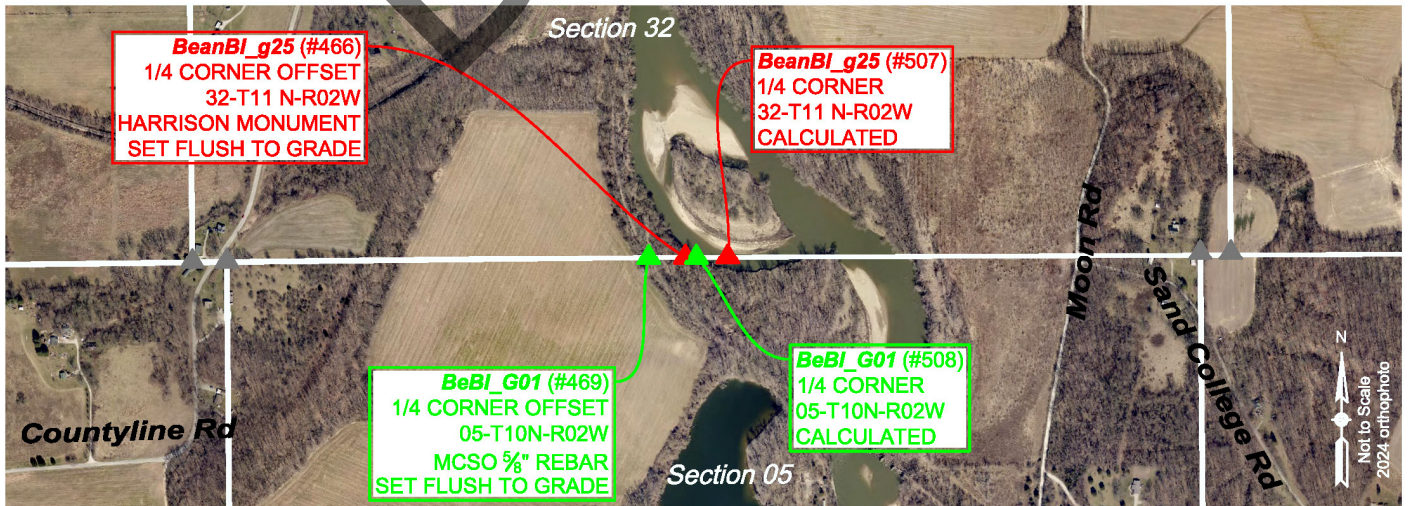 Section 32
BeanBl_g25 (#466)
1/4 CORNER OFFSET
32-T11 N-R02W
HARRISON MONUMENT
SET FLUSH TO GRADE
BeanBl_g25 (#507)
1/4 CORNER
32-T11 N-R02W
CALCULATED
Moon Rd
Sand College Rd
BeBl_G01 (#469)
1/4 CORNER OFFSET
05-T10N-R02W
MCSO ⅝" REBAR
SET FLUSH TO GRADE
BeBl_G01 (#508)
1/4 CORNER
05-T10N-R02W
CALCULATED
Countyline Rd
Section 05
N
Not to Scale
2024 orthophoto